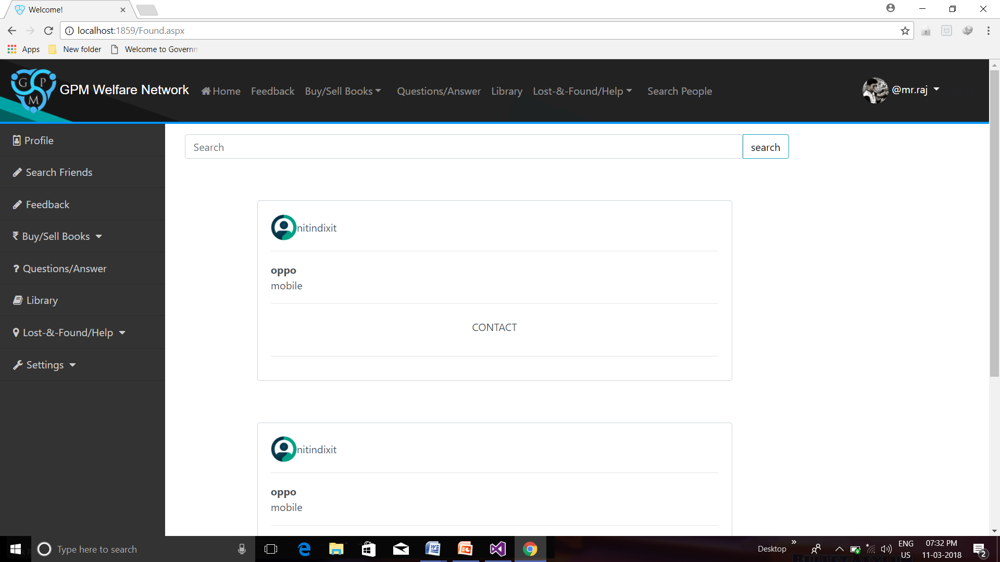 Welcome!
localhost:1859/Found.aspx
Apps
New folder
Welcome to Governm
G P M
GPM Welfare Network
Home
Feedback
Buy/Sell Books
Questions/Answer
Library
Lost-&-Found/Help
Search People
@mr.raj
Profile
Search Friends
Feedback
₹ Buy/Sell Books
? Questions/Answer
Library
Lost-&-Found/Help
Settings
Search
search
nitindixit
oppo
mobile
CONTACT
nitindixit
oppo
mobile
Type here to search
Desktop
ENG
US
07:32 PM
11-03-2018
2